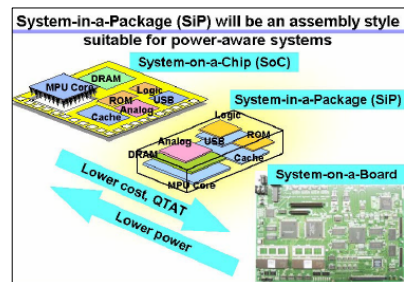 System-in-a-Package (SiP) will be an assembly style
suitable for power-aware systems
System-on-a-Chip (SoC)
DRAM
MPU Core
Logic
ROM
USB
Analog
Cache
System-in-a-Package (SiP)
Logic
Analog
USB
ROM
DRAM
Cache
MPU Core
System-on-a-Board
Lower cost, QTAT
Lower power